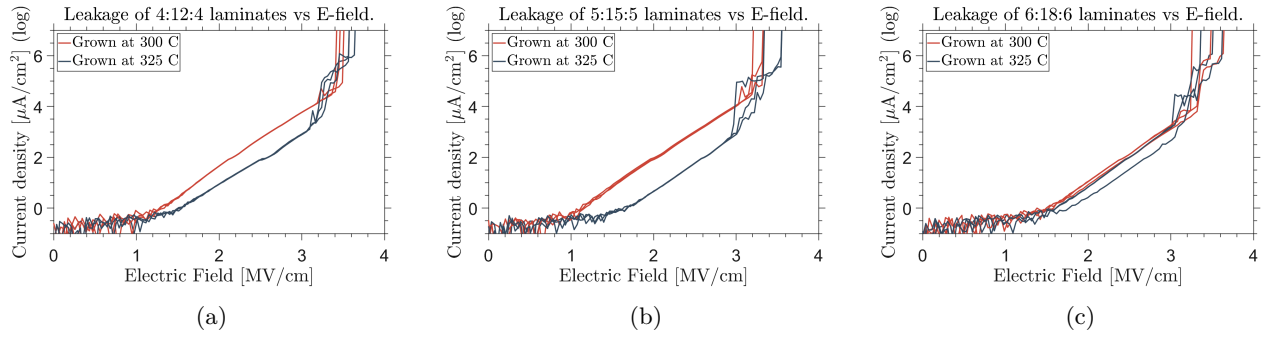 Leakage of 4:12:4 laminates vs E-field.
Current density [μA/cm²] (log)
Grown at 300 C
Grown at 325 C
6
4
2
0
0 1 2 3 4
Electric Field [MV/cm]
(a)
Leakage of 5:15:5 laminates vs E-field.
Current density [μA/cm²] (log)
Grown at 300 C
Grown at 325 C
6
4
2
0
0 1 2 3 4
Electric Field [MV/cm]
(b)
Leakage of 6:18:6 laminates vs E-field.
Current density [μA/cm²] (log)
Grown at 300 C
Grown at 325 C
6
4
2
0
0 1 2 3 4
Electric Field [MV/cm]
(c)